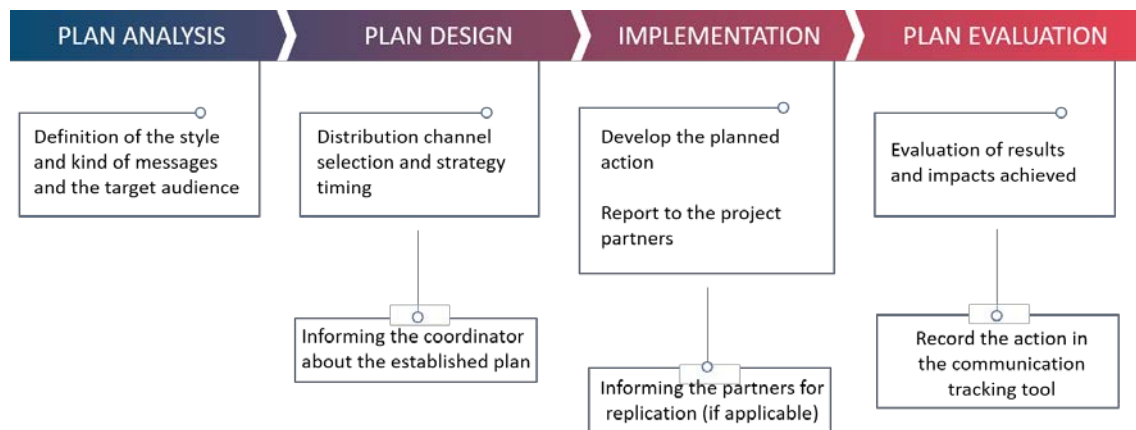 PLAN ANALYSIS
PLAN DESIGN
IMPLEMENTATION
PLAN EVALUATION
Definition of the style
and kind of messages
and the target audience
Distribution channel
selection and strategy
timing
Informing the coordinator
about the established plan
Develop the planned
action
Report to the project
partners
Informing the partners for
replication (if applicable)
Evaluation of results
and impacts achieved
Record the action in
the communication
tracking tool